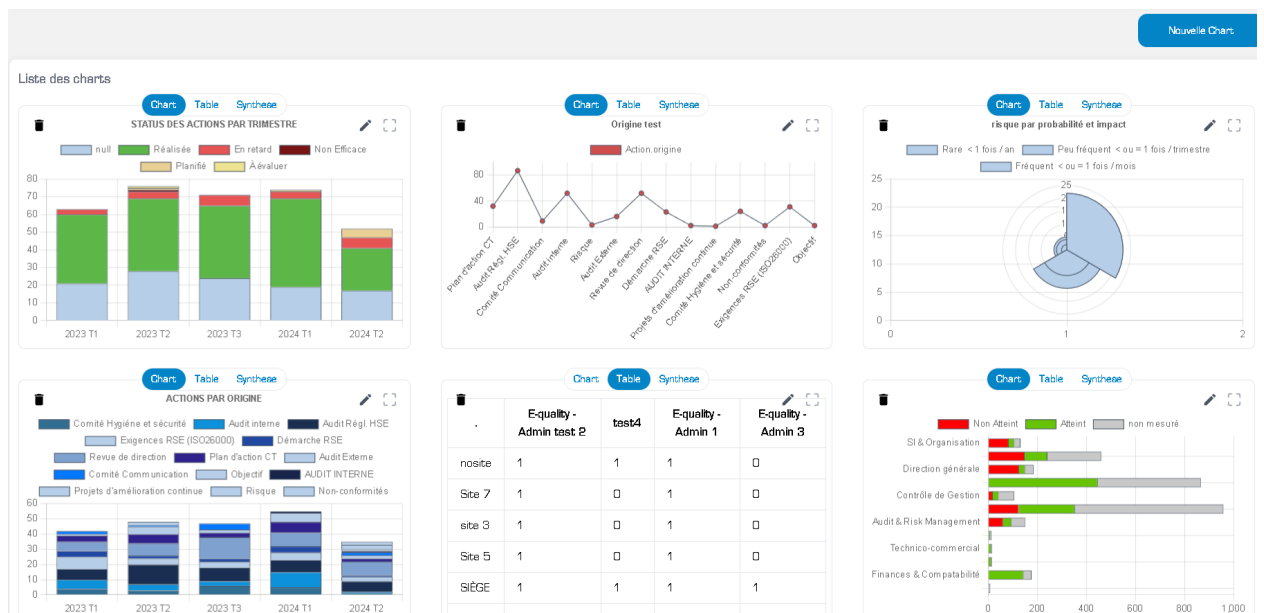 Nouvelle Chart
Liste des charts
Chart Table Synthese
STATUS DES ACTIONS PAR TRIMESTRE
null Réalisée En retard Non Efficace
Planifié À évaluer
80
70
60
50
40
30
20
10
0
2023 T1 2023 T2 2023 T3 2024 T1 2024 T2
Chart Table Synthese
Origine test
Action.origine
80
40
0
Plan d'action CT
Audit Régl. HSE
Comité Communication
Audit interne
Risque
Audit Externe
Revue de direction
Démarche RSE
AUDIT INTERNE
Projets d'amélioration continue
Comité Hygiène et sécurité
Non-conformités
Exigences RSE (ISO26000)
Objectif
Chart Table Synthese
risque par probabilité et impact
Rare < 1 fois / an Peu fréquent < ou = 1 fois / trimestre
Fréquent < ou = 1 fois / mois
25
20
15
10
5
0
25
0 1 2
Chart Table Synthese
ACTIONS PAR ORIGINE
Comité Hygiène et sécurité Audit interne Audit Régl. HSE
Exigences RSE (ISO26000) Démarche RSE
Revue de direction Plan d'action CT Audit Externe
Comité Communication Objectif AUDIT INTERNE
Projets d'amélioration continue Risque Non-conformités
60
50
40
30
20
10
0
2023 T1 2023 T2 2023 T3 2024 T1 2024 T2
Chart Table Synthese
. E-quality - Admin test 2 test4 E-quality - Admin 1 E-quality - Admin 3
nosite 1 1 1 0
Site 7 1 0 1 0
site 3 1 0 1 0
Site 5 1 0 1 0
SIÈGE 1 1 1 1
Chart Table Synthese
Non Atteint Atteint non mesuré
SI & Organisation
Direction générale
Contrôle de Gestion
Audit & Risk Management
Technico-commercial
Finances & Compatabilité
0 200 400 600 800 1,000